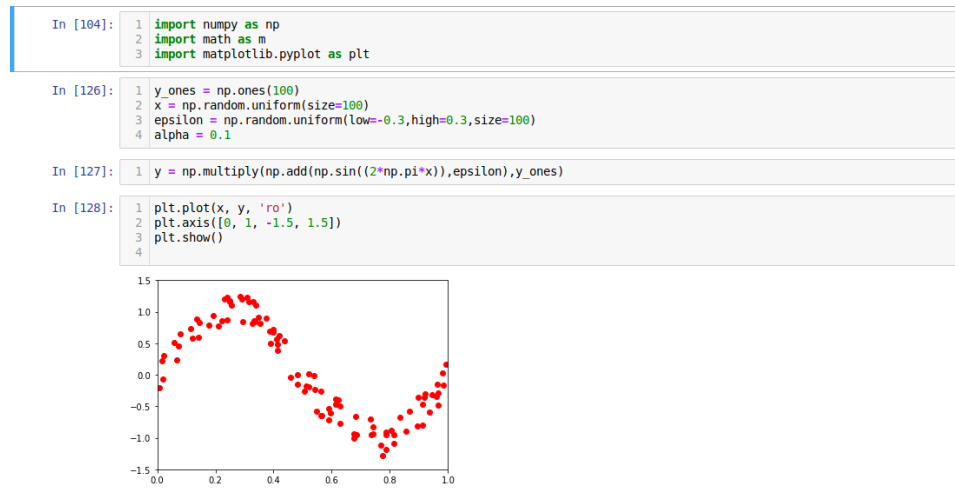 In [104]:
1 import numpy as np
2 import math as m
3 import matplotlib.pyplot as plt
In [126]:
1 y_ones = np.ones(100)
2 x = np.random.uniform(size=100)
3 epsilon = np.random.uniform(low=-0.3,high=0.3,size=100)
4 alpha = 0.1
In [127]:
1 y = np.multiply(np.add(np.sin((2*np.pi*x)),epsilon),y_ones)
In [128]:
1 plt.plot(x, y, 'ro')
2 plt.axis([0, 1, -1.5, 1.5])
3 plt.show()
4
1.5
1.0
0.5
0.0
−0.5
−1.0
−1.5
0.0 0.2 0.4 0.6 0.8 1.0